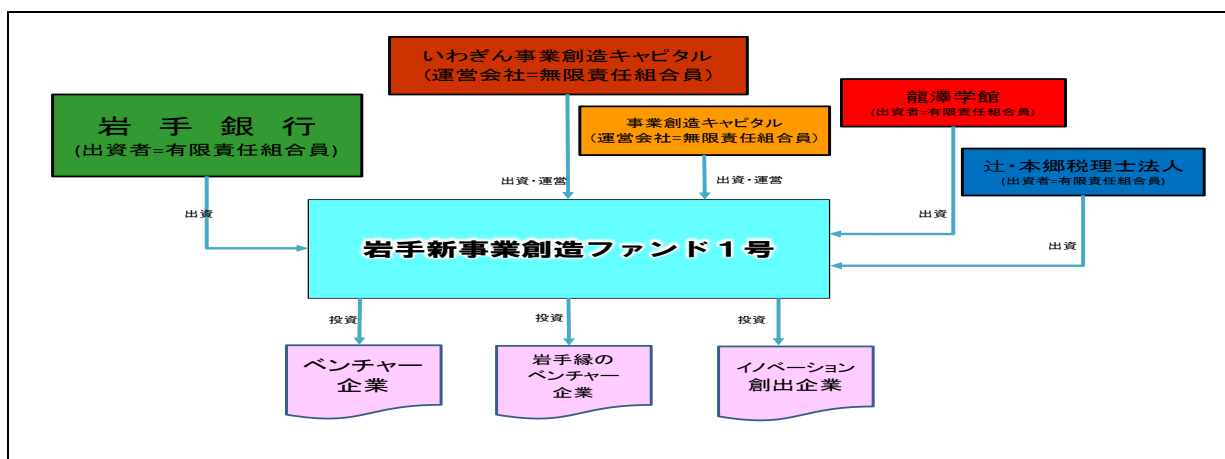 いわぎん事業創造キャピタル
(運営会社=無限責任組合員)
岩手銀行
(出資者=有限責任組合員)
事業創造キャピタル
(運営会社=無限責任組合員)
龍澤学館
(出資者=有限責任組合員)
辻・本郷税理士法人
(出資者=有限責任組合員)
出資・運営
出資・運営
出資
出資
出資
岩手新事業創造ファンド1号
投資
投資
投資
ベンチャー
企業
岩手縁の
ベンチャー
企業
イノベーション
創出企業